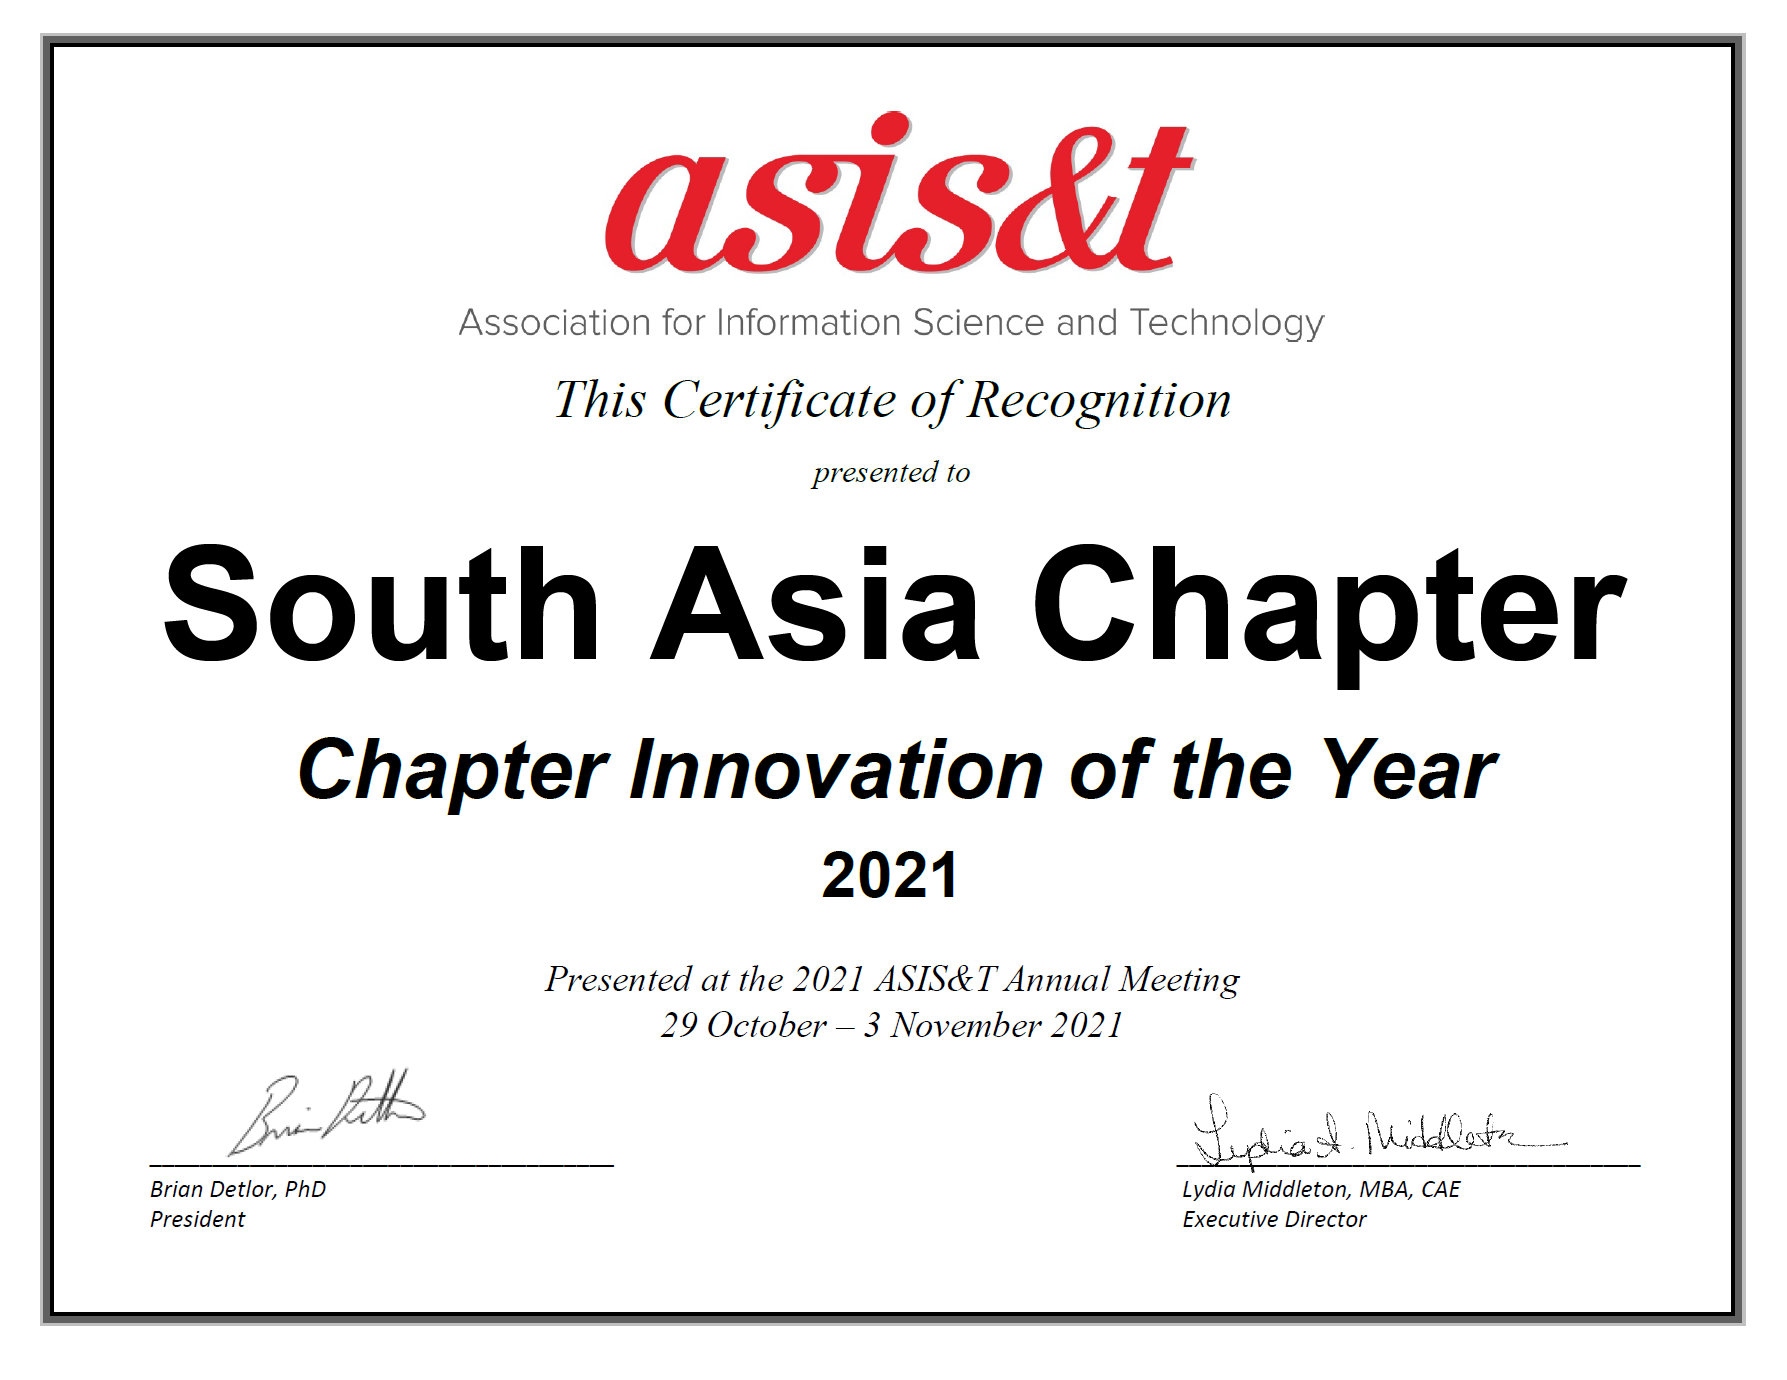 asis&t
Association for Information Science and Technology
This Certificate of Recognition
presented to
South Asia Chapter
Chapter Innovation of the Year
2021
Presented at the 2021 ASIS&T Annual Meeting
29 October – 3 November 2021
Brian Detlor
Lydia S. Middleton
Brian Detlor, PhD
President
Lydia Middleton, MBA, CAE
Executive Director